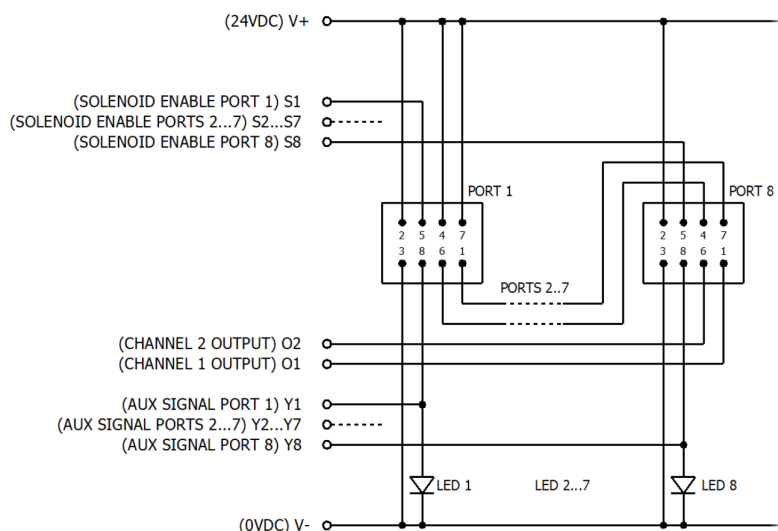 (24VDC) V+
(SOLENOID ENABLE PORT 1) S1
(SOLENOID ENABLE PORTS 2...7) S2...S7
(SOLENOID ENABLE PORT 8) S8
PORT 1
PORT 8
2 5 4 7
3 8 6 1
2 5 4 7
3 8 6 1
PORTS 2..7
(CHANNEL 2 OUTPUT) O2
(CHANNEL 1 OUTPUT) O1
(AUX SIGNAL PORT 1) Y1
(AUX SIGNAL PORTS 2...7) Y2...Y7
(AUX SIGNAL PORT 8) Y8
LED 1
LED 2...7
LED 8
(0VDC) V-